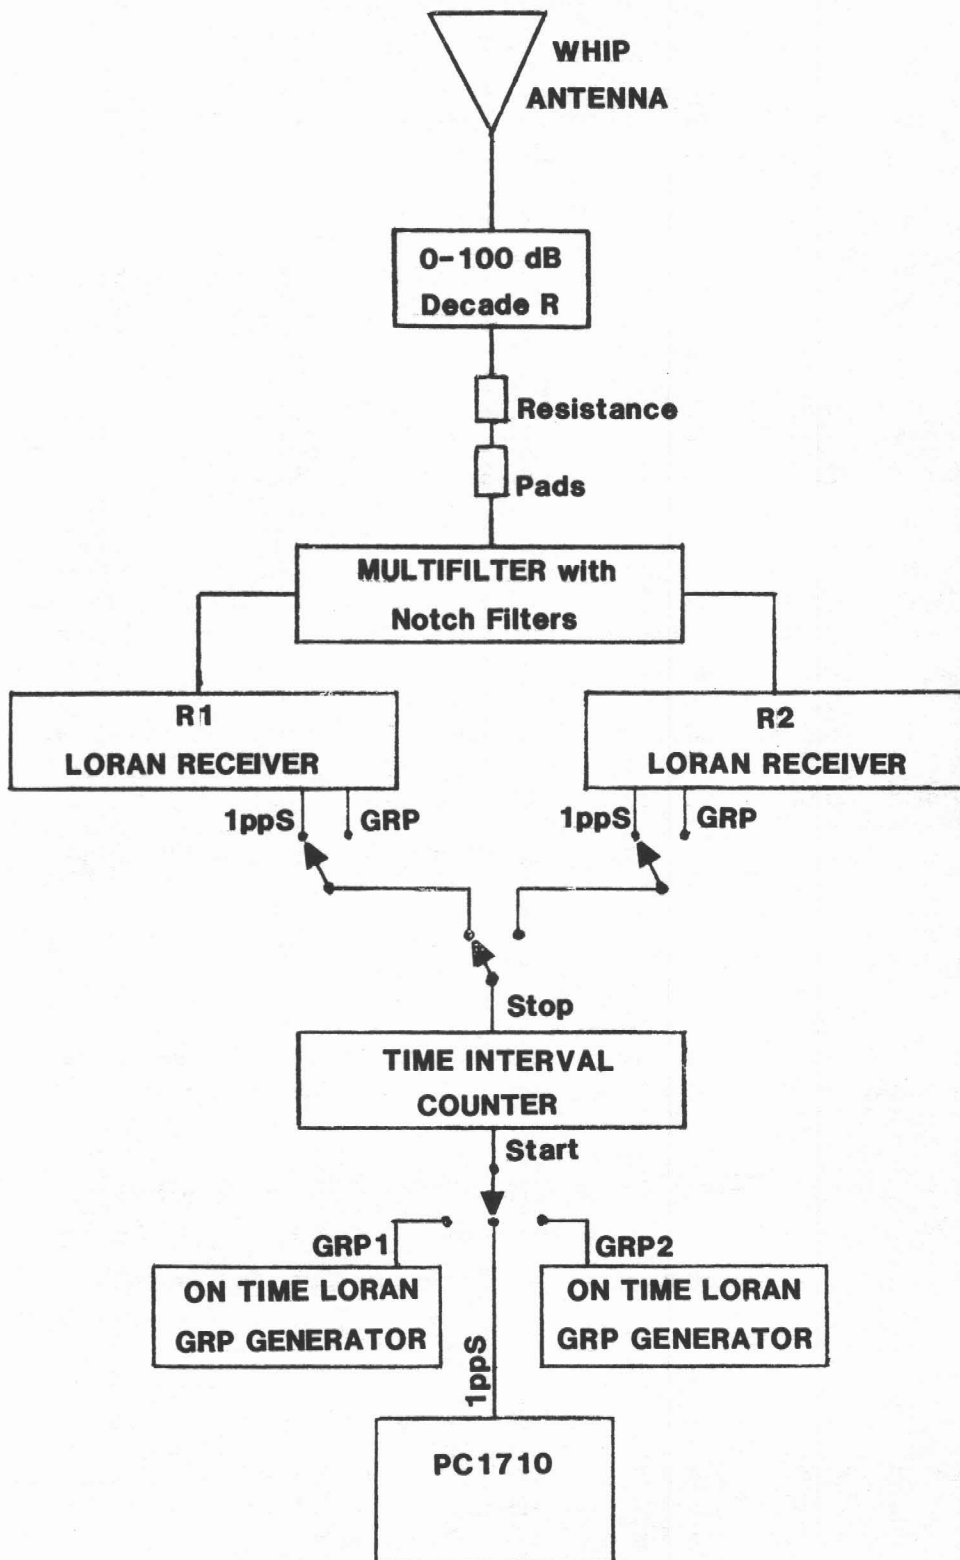 WHIP
ANTENNA
0-100 dB
Decade R
Resistance
Pads
MULTIFILTER with
Notch Filters
R1
LORAN RECEIVER
R2
LORAN RECEIVER
1ppS
GRP
1ppS
GRP
Stop
TIME INTERVAL
COUNTER
Start
GRP1
GRP2
ON TIME LORAN
GRP GENERATOR
ON TIME LORAN
GRP GENERATOR
1ppS
PC1710